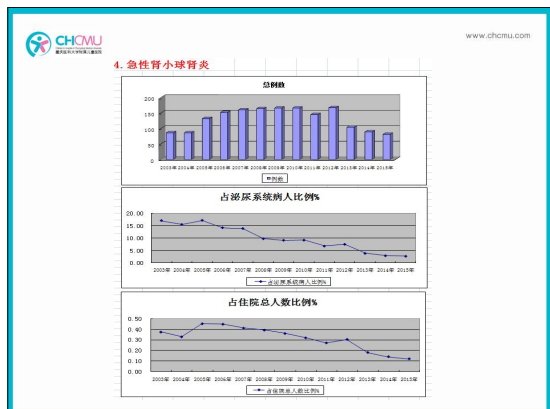 CHCMU
www.chcmu.com
重庆医科大学附属儿童医院
4. 急性肾小球肾炎
总例数
200
150
100
50
0
2003年 2004年 2005年 2006年 2007年 2008年 2009年 2010年 2011年 2012年 2013年 2014年 2015年
例数
占泌尿系统病人比例%
20.00
15.00
10.00
5.00
0.00
2003年 2004年 2005年 2006年 2007年 2008年 2009年 2010年 2011年 2012年 2013年 2014年 2015年
占泌尿系统病人比例%
占住院总人数比例%
0.50
0.40
0.30
0.20
0.10
0.00
2003年 2004年 2005年 2006年 2007年 2008年 2009年 2010年 2011年 2012年 2013年 2014年 2015年
占住院总人数比例%